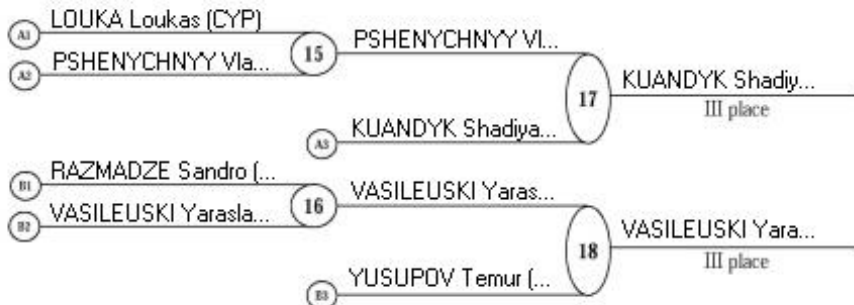 A1 LOUKA Loukas (CYP)
A2 PSHENYCHNYY Vla...
15
PSHENYCHNYY Vl...
A3 KUANDYK Shadiya...
17
KUANDYK Shadiy...
III place
B1 RAZMADZE Sandro (...
B2 VASILEUSKI Yarasla...
16
VASILEUSKI Yaras...
B3 YUSUPOV Temur (...
18
VASILEUSKI Yara...
III place